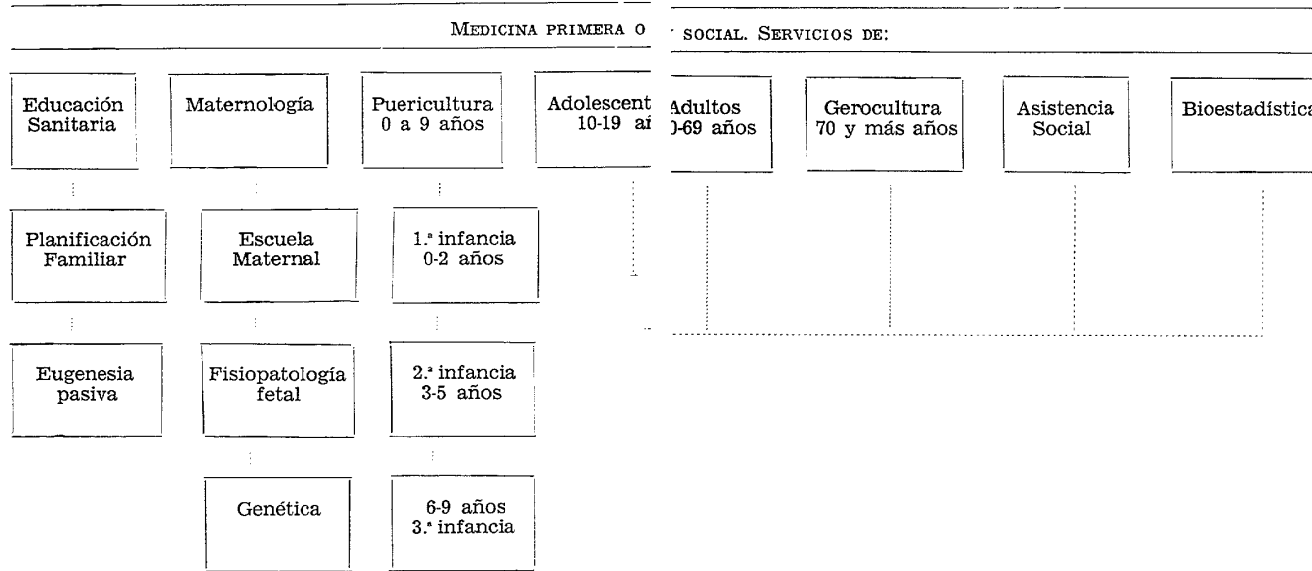 MEDICINA PRIMERA O
SOCIAL. SERVICIOS DE:
Educación
Sanitaria
Maternología
Puericultura
0 a 9 años
Adolescent
10-19 añ
Adultos
0-69 años
Gerocultura
70 y más años
Asistencia
Social
Bioestadística
Planificación
Familiar
Escuela
Maternal
1.ª infancia
0-2 años
Eugenesia
pasiva
Fisiopatología
fetal
2.ª infancia
3-5 años
Genética
6-9 años
3.ª infancia